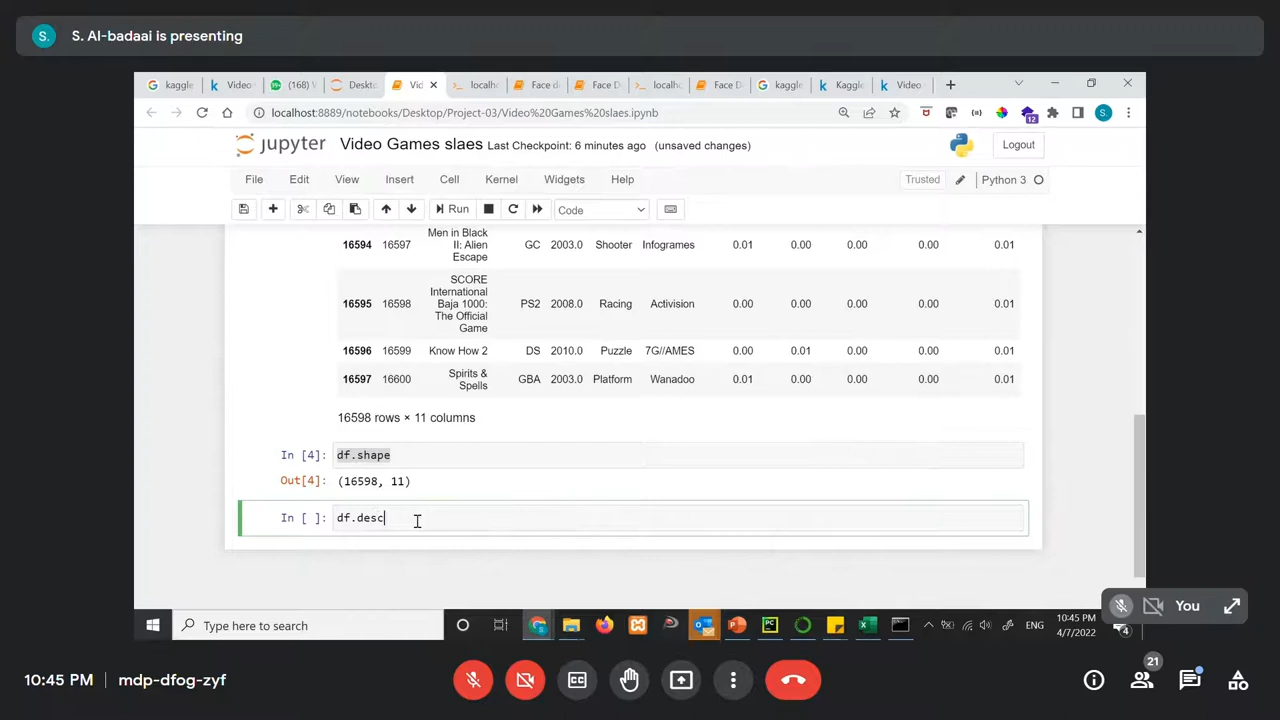 S. S. Al-badaai is presenting
kaggle Video (168) V Deskto Vid localho Face d Face D localho Face D kaggle Kaggle Video
localhost:8889/notebooks/Desktop/Project-03/Video%20Games%20slaes.ipynb 12 S
jupyter Video Games slaes Last Checkpoint: 6 minutes ago (unsaved changes) Logout
File Edit View Insert Cell Kernel Widgets Help Trusted Python 3
Run Code
16594 16597 Men in Black II: Alien Escape GC 2003.0 Shooter Infogrames 0.01 0.00 0.00 0.00 0.01
16595 16598 SCORE International Baja 1000: The Official Game PS2 2008.0 Racing Activision 0.00 0.00 0.00 0.00 0.01
16596 16599 Know How 2 DS 2010.0 Puzzle 7G//AMES 0.00 0.01 0.00 0.00 0.01
16597 16600 Spirits & Spells GBA 2003.0 Platform Wanadoo 0.01 0.00 0.00 0.00 0.01
16598 rows × 11 columns
In [4]: df.shape
Out[4]: (16598, 11)
In [ ]: df.desc
You
Type here to search ENG 10:45 PM 4/7/2022 4
10:45 PM mdp-dfog-zyf 21